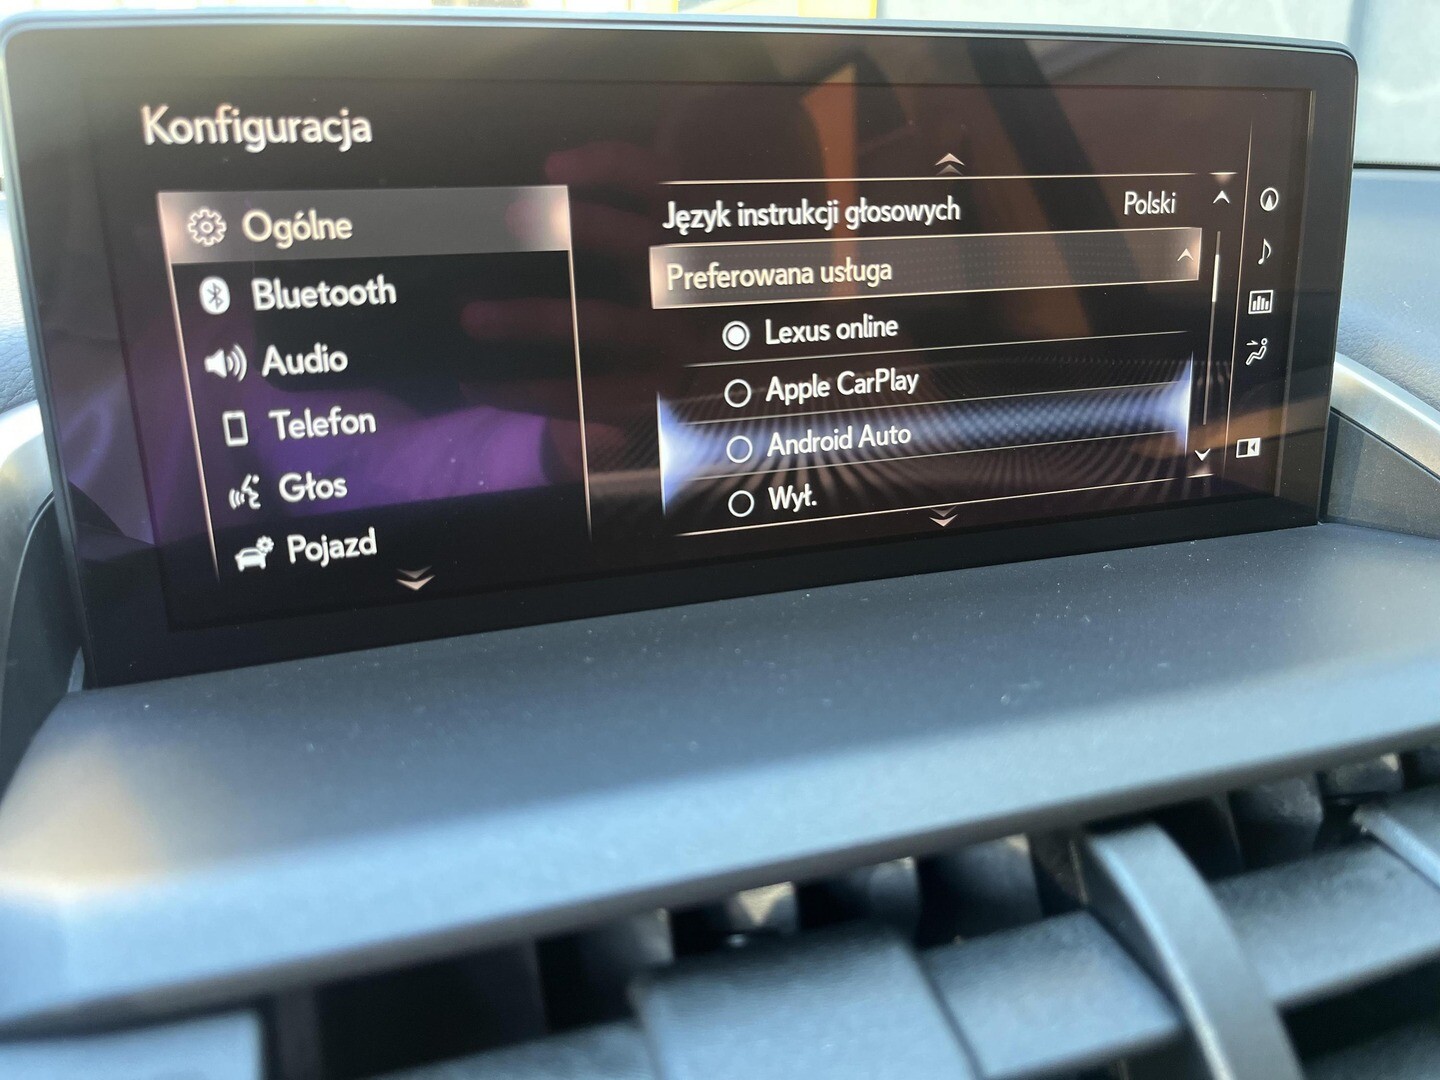 Konfiguracja
Ogólne
Bluetooth
Audio
Telefon
Głos
Pojazd
Język instrukcji głosowych Polski
Preferowana usługa
Lexus online
Apple CarPlay
Android Auto
Wył.